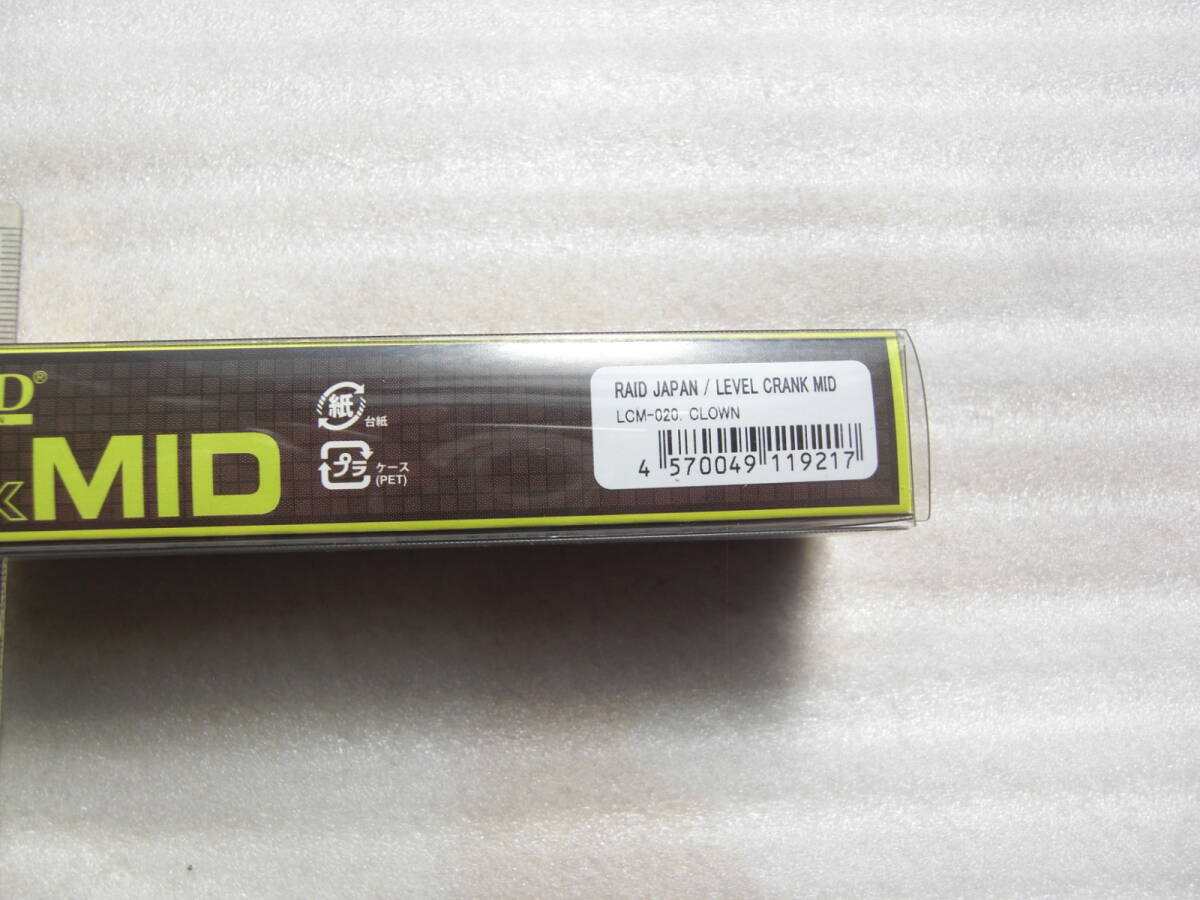 D®
MID
紙
台紙
プラ
ケース
(PET)
RAID JAPAN / LEVEL CRANK MID
LCM-020. CLOWN
4 570049 119217